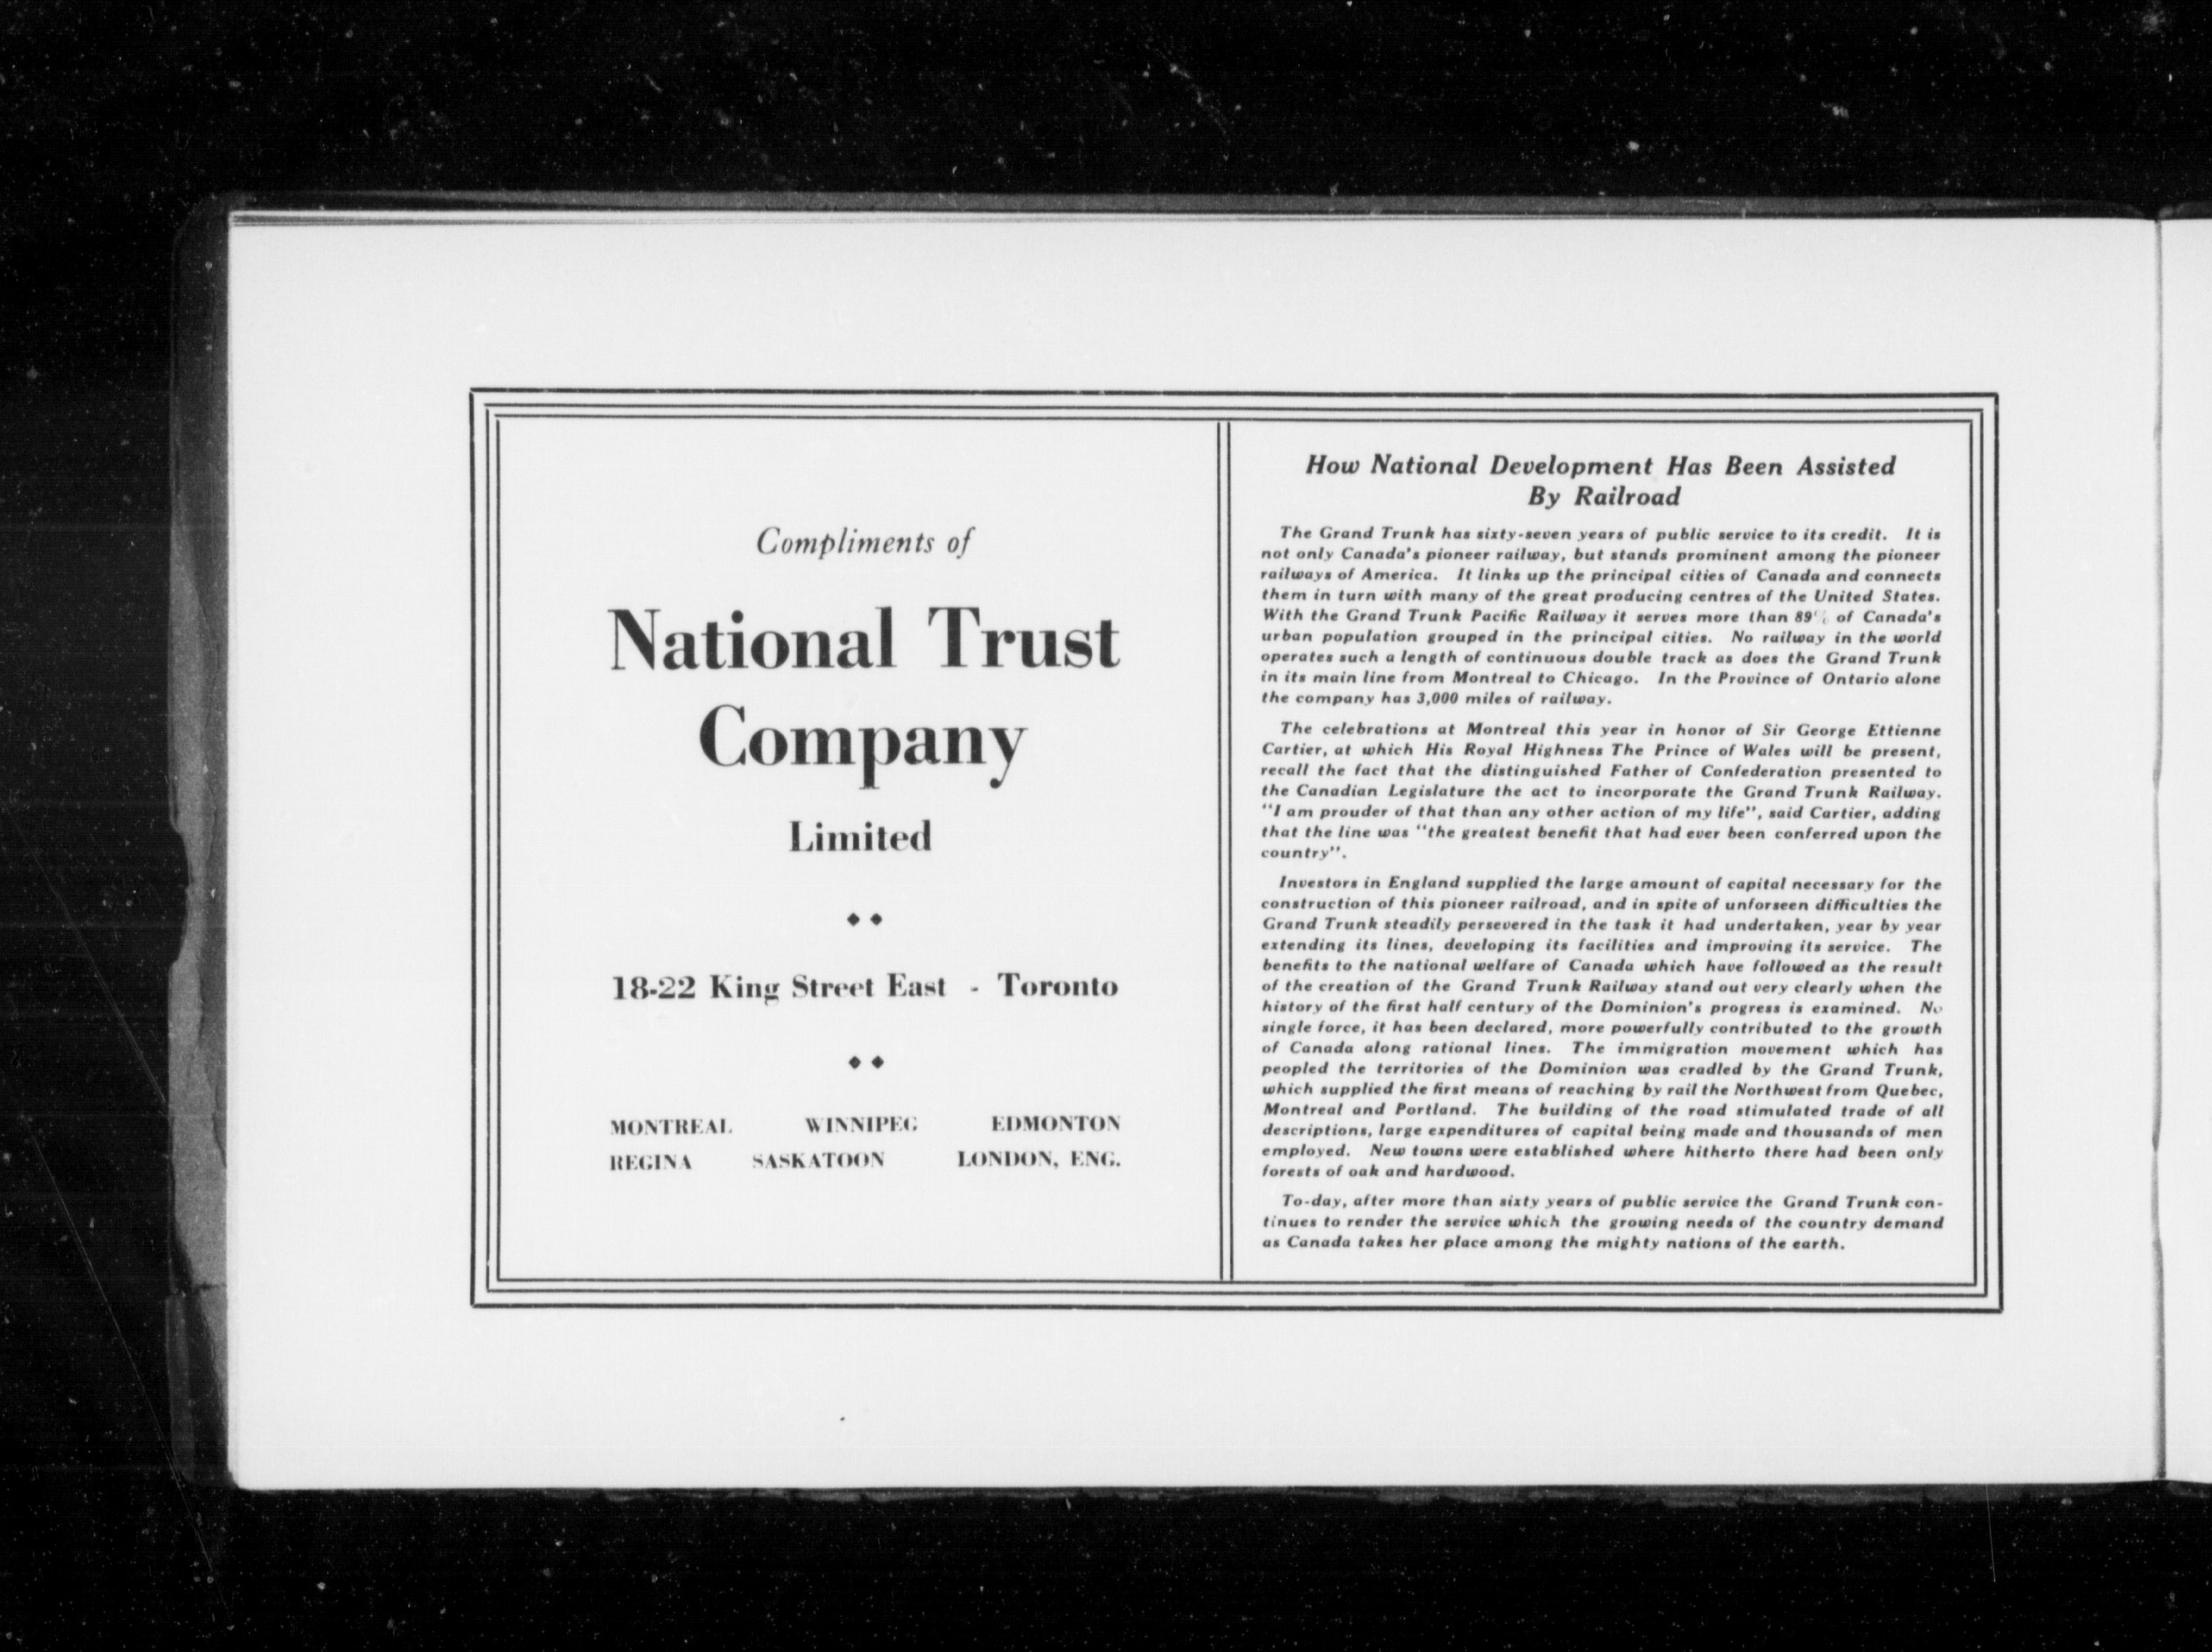 Compliments of
National Trust
Company
Limited
18-22 King Street East - Toronto
MONTREAL WINNIPEG EDMONTON
REGINA SASKATOON LONDON, ENG.
How National Development Has Been Assisted
By Railroad
The Grand Trunk has sixty-seven years of public service to its credit. It is
not only Canada's pioneer railway, but stands prominent among the pioneer
railways of America. It links up the principal cities of Canada and connects
them in turn with many of the great producing centres of the United States.
With the Grand Trunk Pacific Railway it serves more than 89% of Canada's
urban population grouped in the principal cities. No railway in the world
operates such a length of continuous double track as does the Grand Trunk
in its main line from Montreal to Chicago. In the Province of Ontario alone
the company has 3,000 miles of railway.
The celebrations at Montreal this year in honor of Sir George Ettienne
Cartier, at which His Royal Highness The Prince of Wales will be present,
recall the fact that the distinguished Father of Confederation presented to
the Canadian Legislature the act to incorporate the Grand Trunk Railway.
"I am prouder of that than any other action of my life", said Cartier, adding
that the line was "the greatest benefit that had ever been conferred upon the
country".
Investors in England supplied the large amount of capital necessary for the
construction of this pioneer railroad, and in spite of unforseen difficulties the
Grand Trunk steadily persevered in the task it had undertaken, year by year
extending its lines, developing its facilities and improving its service. The
benefits to the national welfare of Canada which have followed as the result
of the creation of the Grand Trunk Railway stand out very clearly when the
history of the first half century of the Dominion's progress is examined. No
single force, it has been declared, more powerfully contributed to the growth
of Canada along rational lines. The immigration movement which has
peopled the territories of the Dominion was cradled by the Grand Trunk,
which supplied the first means of reaching by rail the Northwest from Quebec,
Montreal and Portland. The building of the road stimulated trade of all
descriptions, large expenditures of capital being made and thousands of men
employed. New towns were established where hitherto there had been only
forests of oak and hardwood.
To-day, after more than sixty years of public service the Grand Trunk con-
tinues to render the service which the growing needs of the country demand
as Canada takes her place among the mighty nations of the earth.